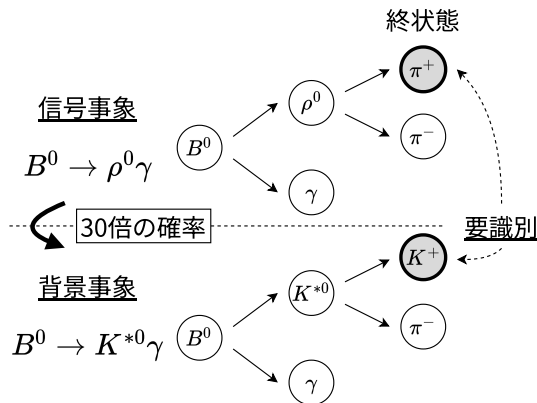 終状態
π+
信号事象
ρ0
B0
π−
B0 → ρ0γ
γ
30倍の確率
要識別
K+
背景事象
K*0
B0
π−
B0 → K*0γ
γ